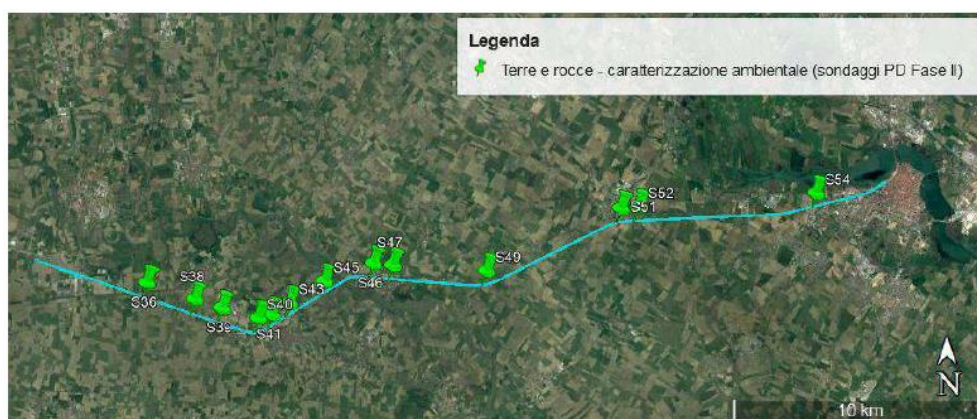 Legenda
Terre e rocce - caratterizzazione ambientale (sondaggi PD Fase II)
S54
S52
S51
S47
S49
S45
S46
S38
S43
S36
S40
S39
S41
N
10 km